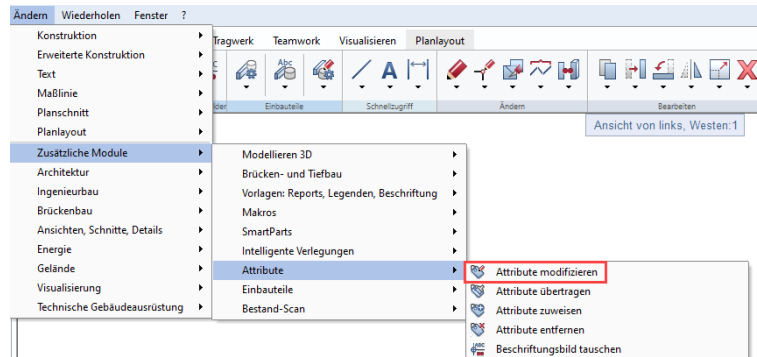 Ändern Wiederholen Fenster ?
Konstruktion
Erweiterte Konstruktion
Text
Maßlinie
Planschnitt
Planlayout
Zusätzliche Module
Architektur
Ingenieurbau
Brückenbau
Ansichten, Schnitte, Details
Energie
Gelände
Visualisierung
Technische Gebäudeausrüstung
Tragwerk Teamwork Visualisieren Planlayout
Abc
A
Einbauteile Schnellzugriff Ändern Bearbeiten
Ansicht von links, Westen:1
Modellieren 3D
Brücken- und Tiefbau
Vorlagen: Reports, Legenden, Beschriftung
Makros
SmartParts
Intelligente Verlegungen
Attribute
Einbauteile
Bestand-Scan
Attribute modifizieren
Attribute übertragen
Attribute zuweisen
Attribute entfernen
Beschriftungsbild tauschen